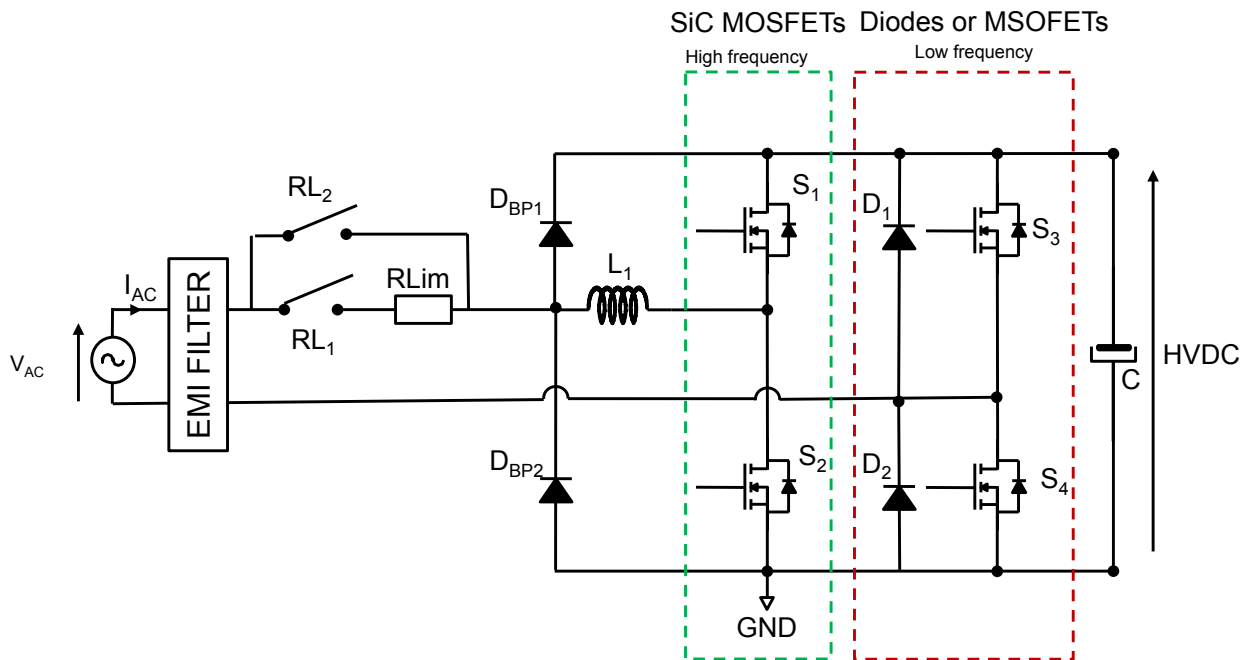 SiC MOSFETs
High frequency
Diodes or MSOFETs
Low frequency
RL2
DBP1
S1
D1
S3
IAC
RLim
L1
RL1
VAC
EMI FILTER
HVDC
C
DBP2
S2
D2
S4
GND